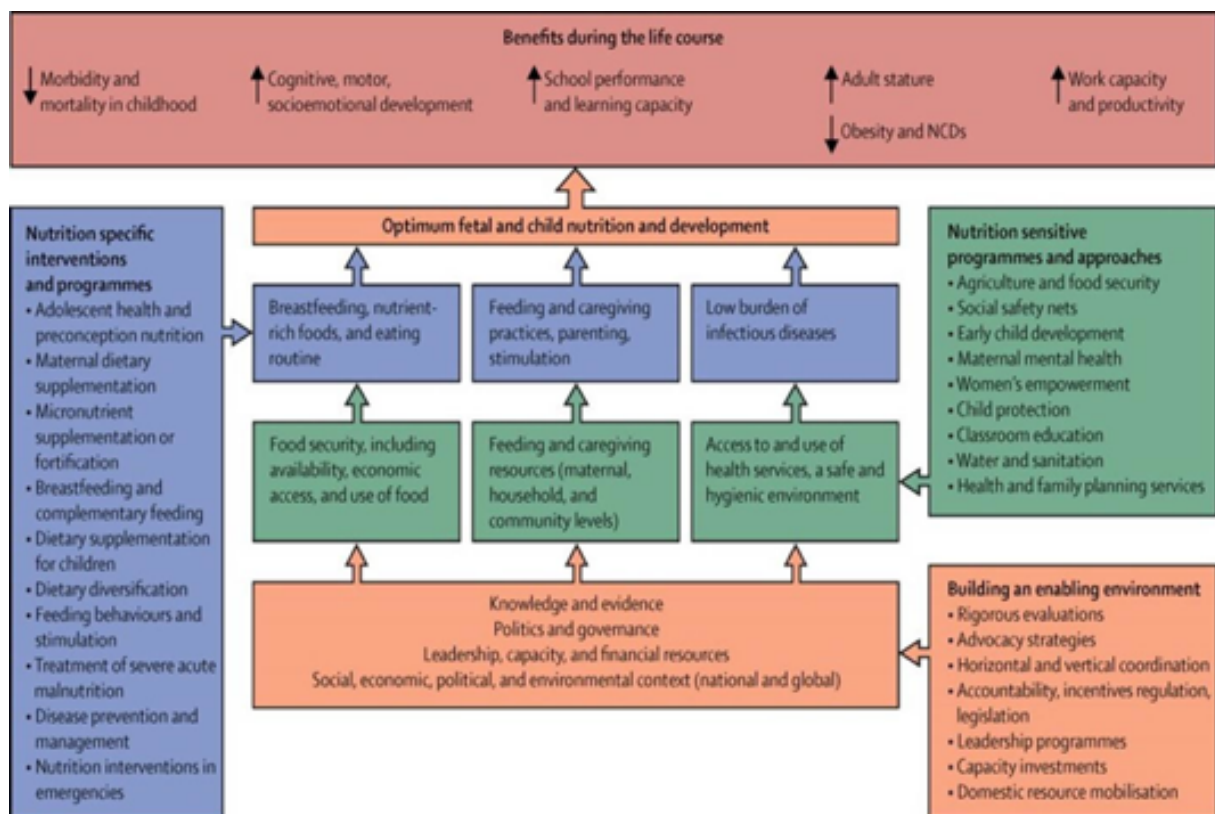 Benefits during the life course
Morbidity and
mortality in childhood
Cognitive, motor,
socioemotional development
School performance
and learning capacity
Adult stature
Obesity and NCDs
Work capacity
and productivity
Nutrition specific
interventions
and programmes
• Adolescent health and
preconception nutrition
• Maternal dietary
supplementation
• Micronutrient
supplementation or
fortification
• Breastfeeding and
complementary feeding
• Dietary supplementation
for children
• Dietary diversification
• Feeding behaviours and
stimulation
• Treatment of severe acute
malnutrition
• Disease prevention and
management
• Nutrition interventions in
emergencies
Optimum fetal and child nutrition and development
Breastfeeding, nutrient-
rich foods, and eating
routine
Feeding and caregiving
practices, parenting,
stimulation
Low burden of
infectious diseases
Food security, including
availability, economic
access, and use of food
Feeding and caregiving
resources (maternal,
household, and
community levels)
Access to and use of
health services, a safe and
hygienic environment
Knowledge and evidence
Politics and governance
Leadership, capacity, and financial resources
Social, economic, political, and environmental context (national and global)
Nutrition sensitive
programmes and approaches
• Agriculture and food security
• Social safety nets
• Early child development
• Maternal mental health
• Women's empowerment
• Child protection
• Classroom education
• Water and sanitation
• Health and family planning services
Building an enabling environment
• Rigorous evaluations
• Advocacy strategies
• Horizontal and vertical coordination
• Accountability, incentives regulation,
legislation
• Leadership programmes
• Capacity investments
• Domestic resource mobilisation